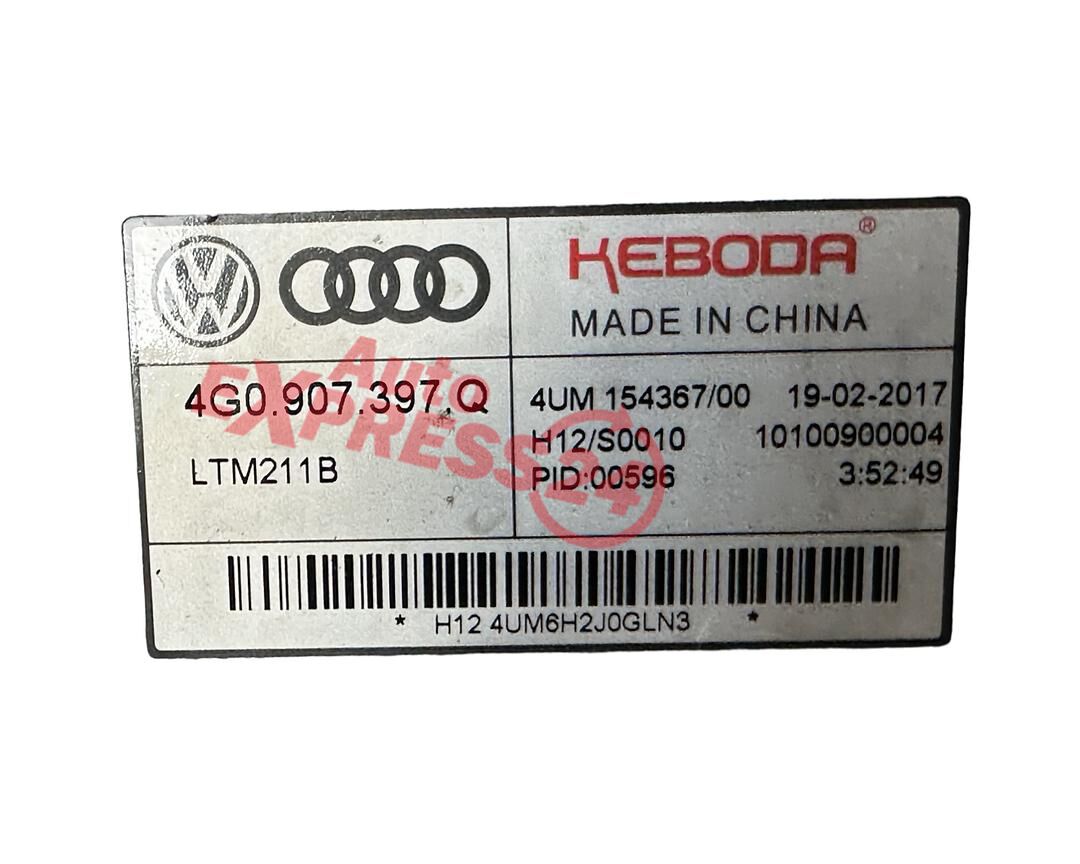 KEBODA®
MADE IN CHINA
4G0.907.397.Q
LTM211B
4UM 154367/00 19-02-2017
H12/S0010 10100900004
PID:00596 3:52:49
* H12 4UM6H2J0GLN3 *
Auto
EXPRESS24